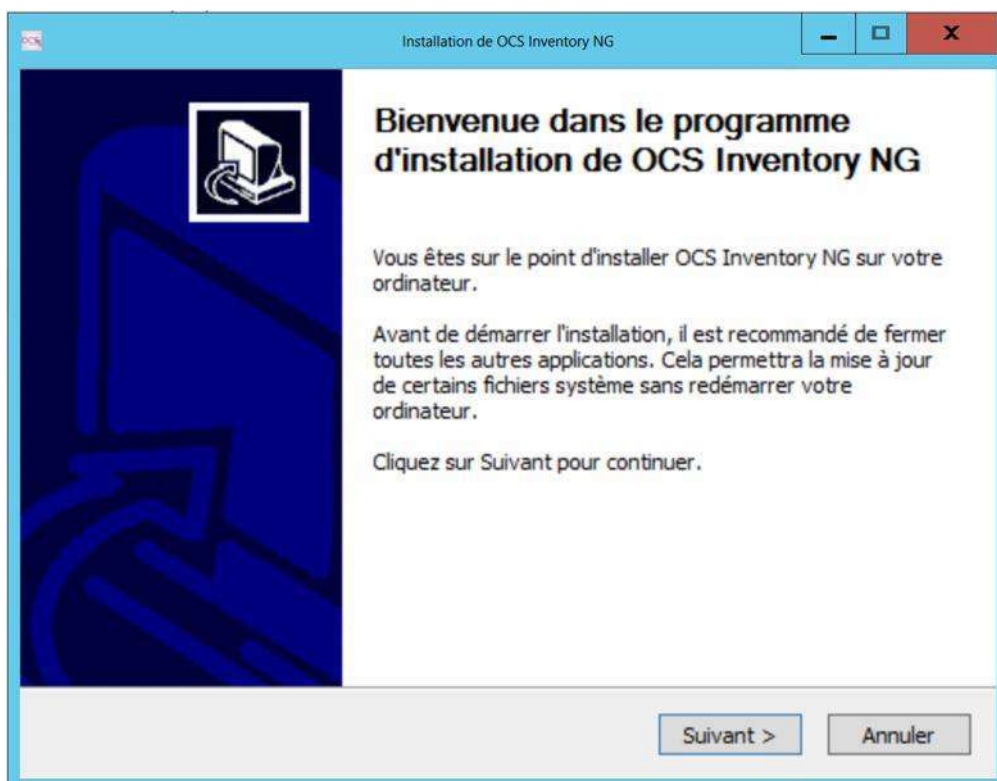 Installation de OCS Inventory NG
Bienvenue dans le programme
d'installation de OCS Inventory NG
Vous êtes sur le point d'installer OCS Inventory NG sur votre
ordinateur.
Avant de démarrer l'installation, il est recommandé de fermer
toutes les autres applications. Cela permettra la mise à jour
de certains fichiers système sans redémarrer votre
ordinateur.
Cliquez sur Suivant pour continuer.
Suivant >
Annuler